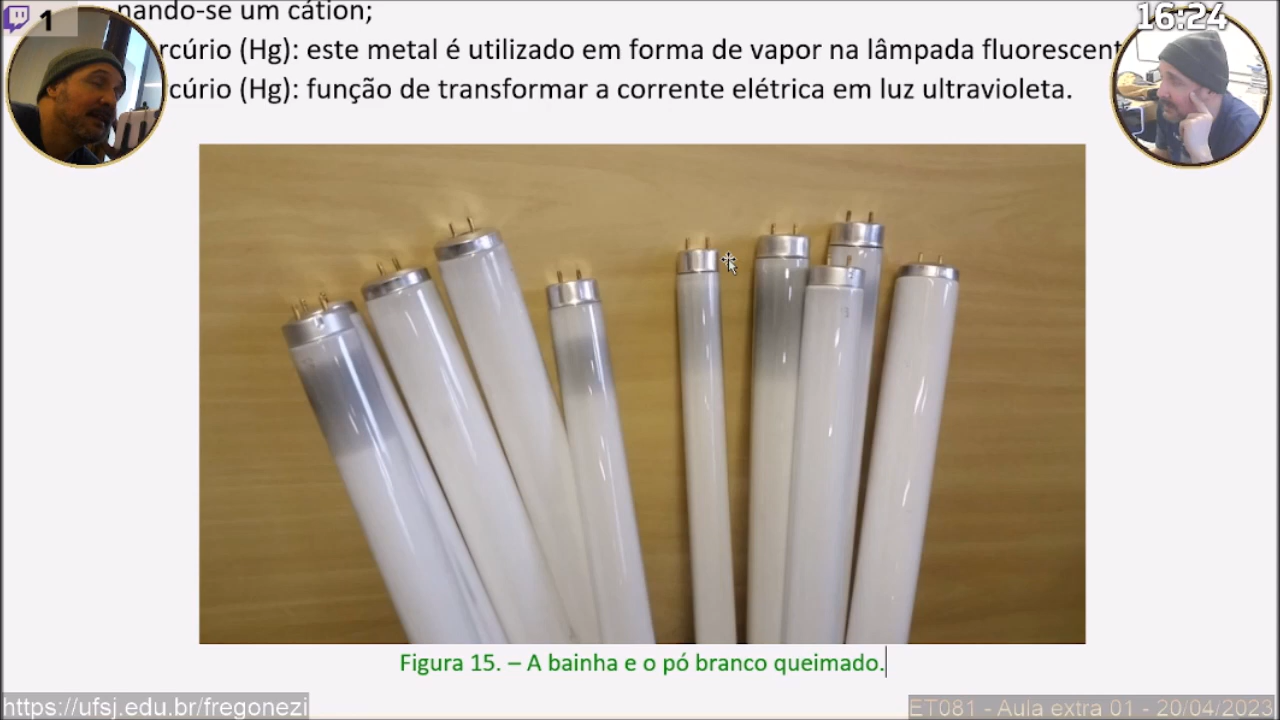 1
16:24
nando-se um cátion;
rcúrio (Hg): este metal é utilizado em forma de vapor na lâmpada fluorescent
cúrio (Hg): função de transformar a corrente elétrica em luz ultravioleta.
Figura 15. – A bainha e o pó branco queimado.
https://ufsj.edu.br/fregonezi
ET081 - Aula extra 01 - 20/04/2023